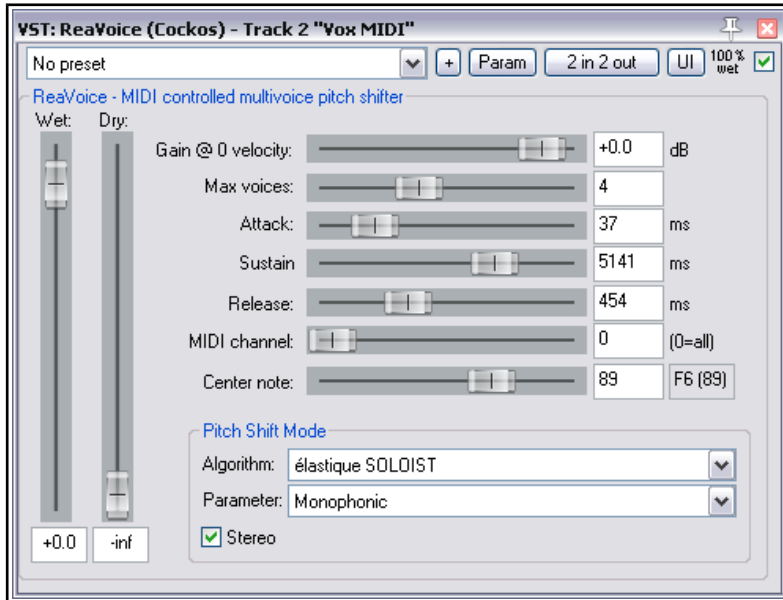 VST: ReaVoice (Cockos) - Track 2 "Vox MIDI"
No preset + Param 2 in 2 out UI 100% wet
ReaVoice - MIDI controlled multivoice pitch shifter
Wet: Dry:
Gain @ 0 velocity: +0.0 dB
Max voices: 4
Attack: 37 ms
Sustain 5141 ms
Release: 454 ms
MIDI channel: 0 (0=all)
Center note: 89 F6 (89)
Pitch Shift Mode
Algorithm: élastique SOLOIST
Parameter: Monophonic
Stereo
+0.0 -inf